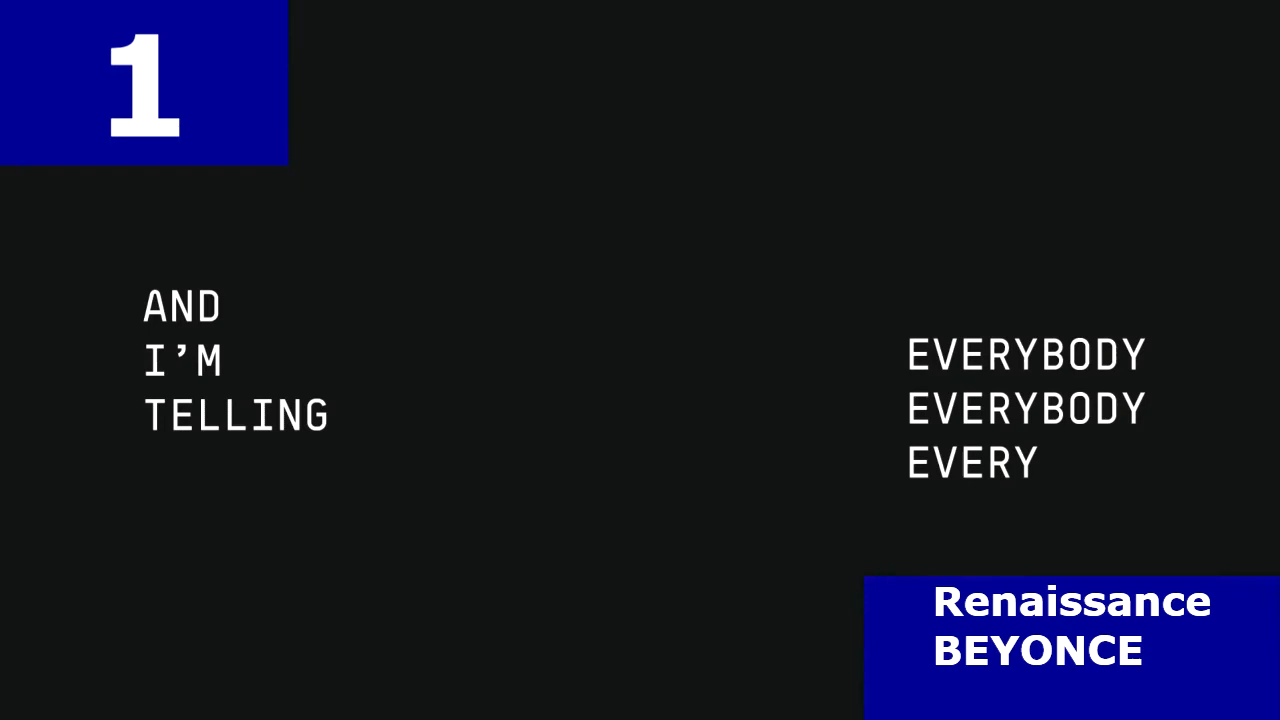 1
AND
I’M
TELLING
EVERYBODY
EVERYBODY
EVERY
Renaissance
BEYONCE